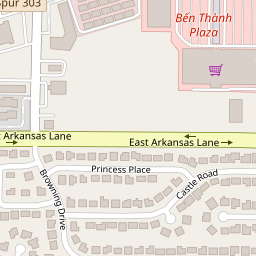 Spur 303
Bến Thành
Plaza
t Arkansas Lane
East Arkansas Lane
Princess Place
Castle Road
Browning Drive